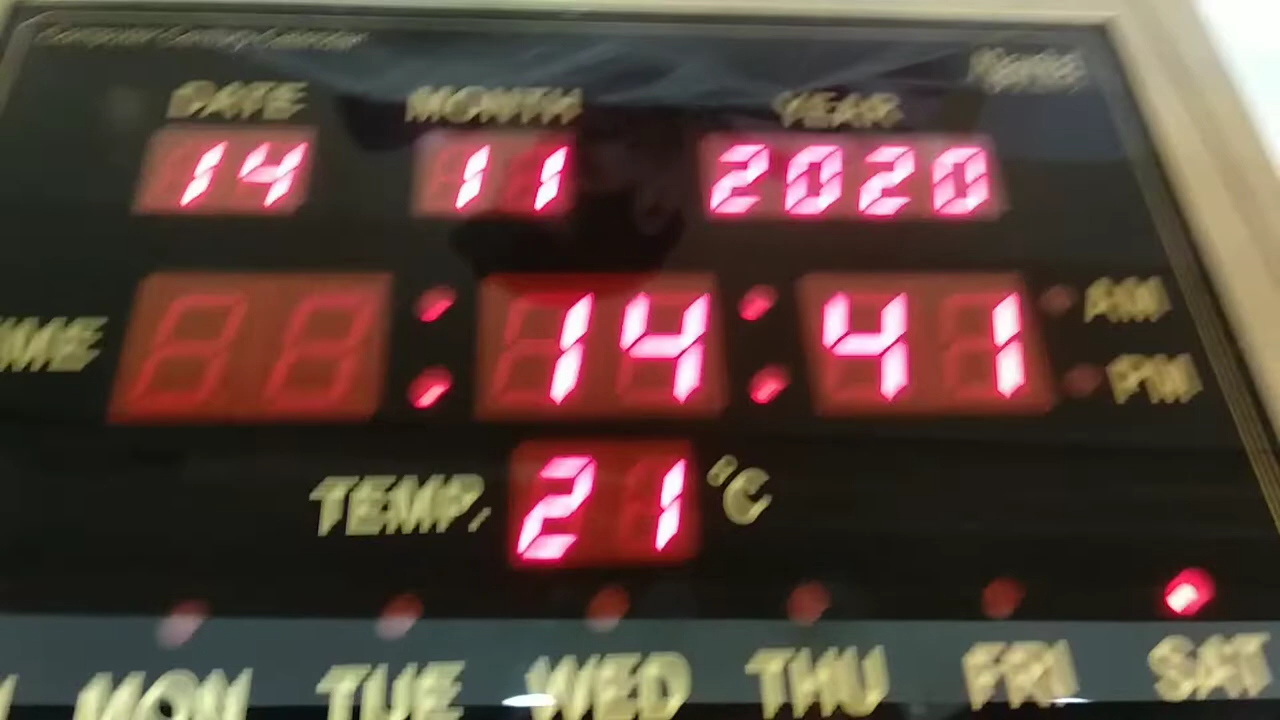 DATE MONTH YEAR
14 11 2020
14 : 41 AM
PM
TEMP. 21 °C
MON TUE WED THU FRI SAT